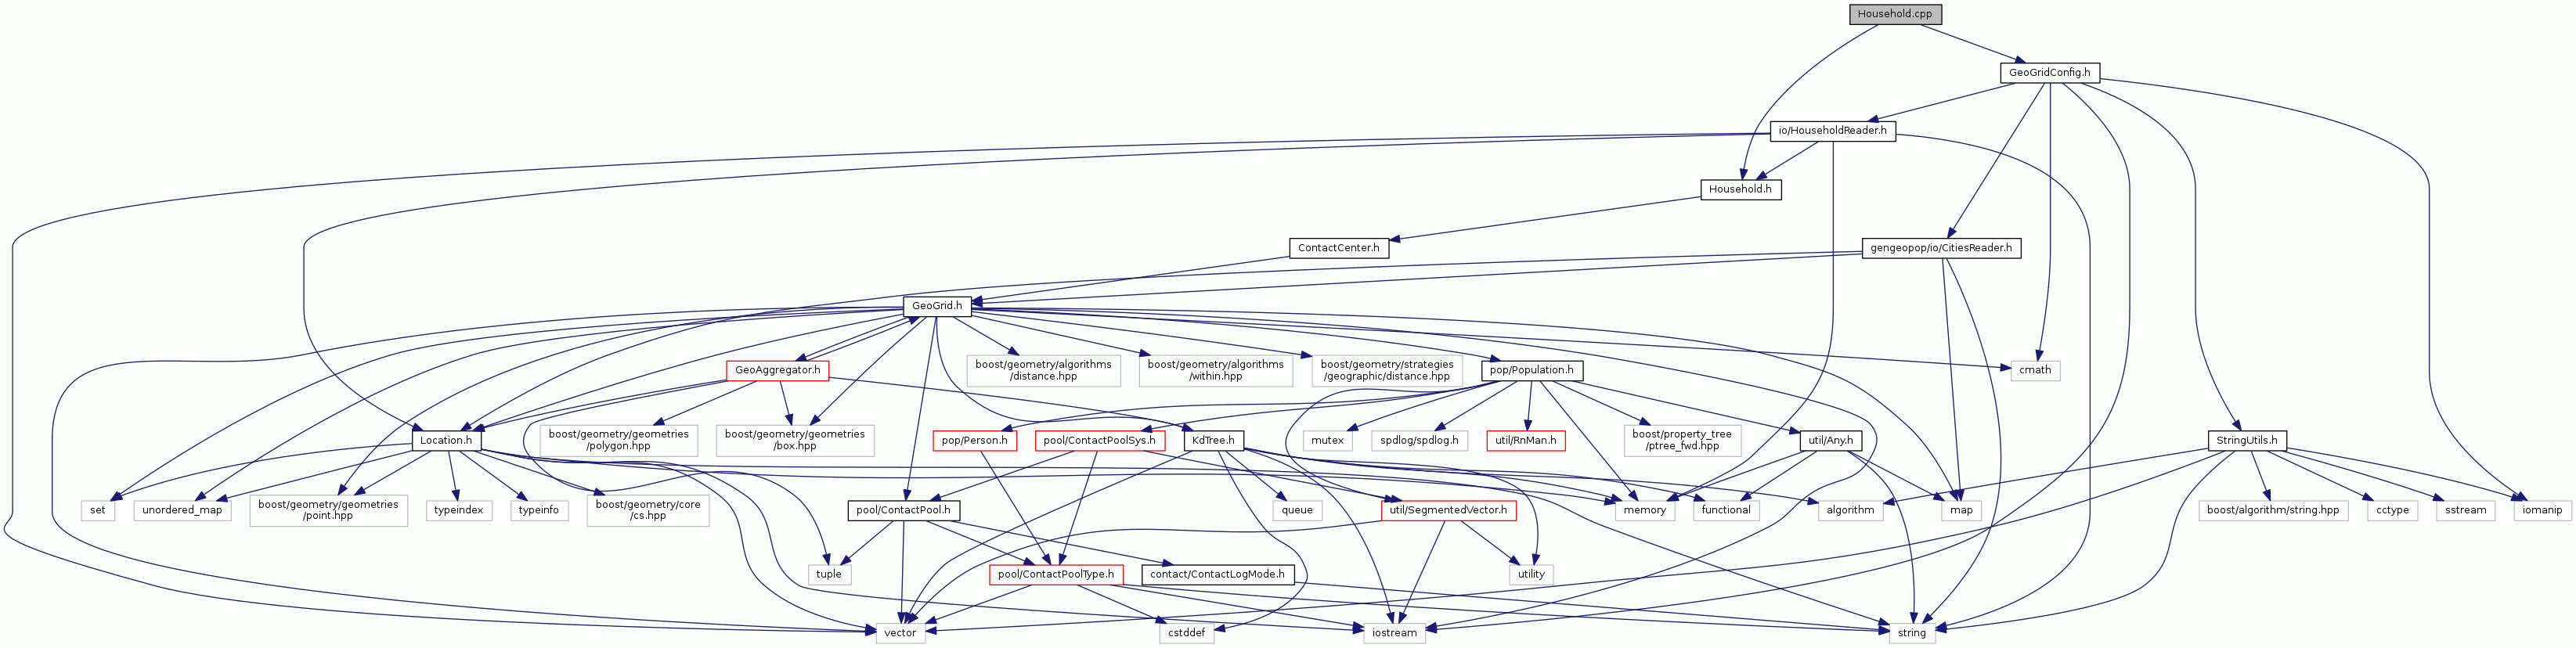 Household.cpp
GeoGridConfig.h
io/HouseholdReader.h
Household.h
ContactCenter.h
gengeopop/io/CitiesReader.h
GeoGrid.h
GeoAggregator.h
boost/geometry/algorithms
/distance.hpp
boost/geometry/algorithms
/within.hpp
boost/geometry/strategies
/geographic/distance.hpp
pop/Population.h
cmath
Location.h
boost/geometry/geometries
/polygon.hpp
boost/geometry/geometries
/box.hpp
pop/Person.h
pool/ContactPoolSys.h
KdTree.h
mutex
spdlog/spdlog.h
util/RnMan.h
boost/property_tree
/ptree_fwd.hpp
util/Any.h
StringUtils.h
set
unordered_map
boost/geometry/geometries
/point.hpp
typeindex
typeinfo
boost/geometry/core
/cs.hpp
pool/ContactPool.h
queue
util/SegmentedVector.h
memory
functional
algorithm
map
boost/algorithm/string.hpp
cctype
sstream
iomanip
tuple
pool/ContactPoolType.h
contact/ContactLogMode.h
utility
vector
cstddef
iostream
string